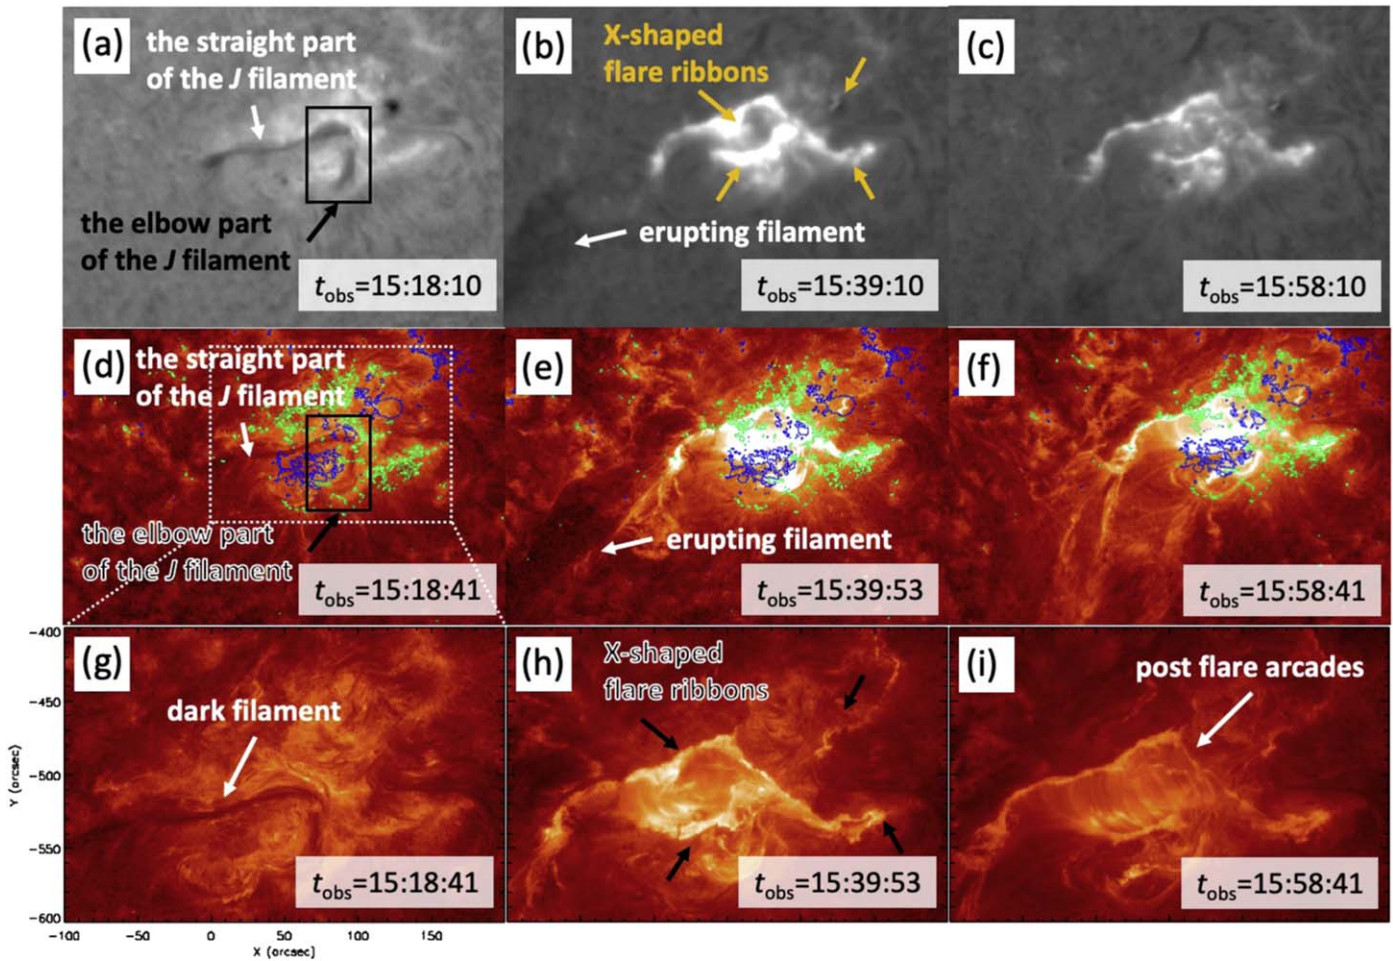 (a)
the straight part
of the J filament
the elbow part
of the J filament
tobs=15:18:10
(b)
X-shaped
flare ribbons
erupting filament
tobs=15:39:10
(c)
tobs=15:58:10
(d)
the straight part
of the J filament
the elbow part
of the J filament
tobs=15:18:41
(e)
erupting filament
tobs=15:39:53
(f)
tobs=15:58:41
(g)
dark filament
tobs=15:18:41
-400
-450
-500
-550
-600
Y (arcsec)
-100 -50 0 50 100 150
X (arcsec)
(h)
X-shaped
flare ribbons
tobs=15:39:53
(i)
post flare arcades
tobs=15:58:41